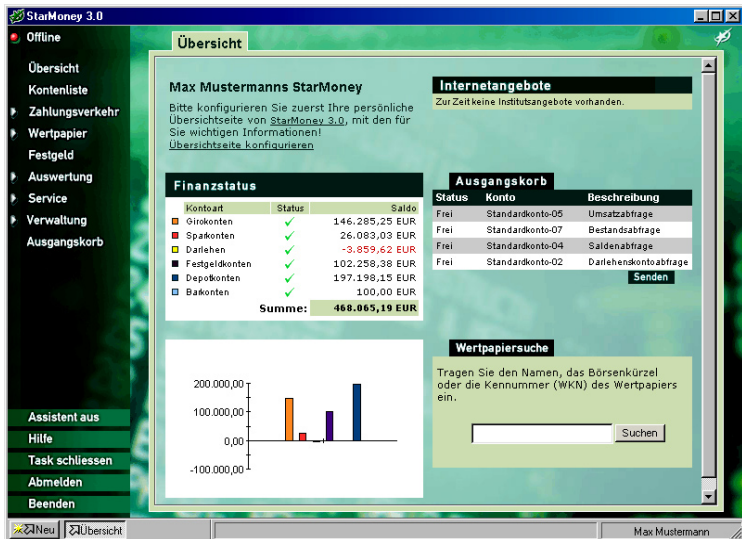 StarMoney 3.0
Offline
Übersicht
Kontenliste
Zahlungsverkehr
Wertpapier
Festgeld
Auswertung
Service
Verwaltung
Ausgangskorb
Assistent aus
Hilfe
Task schliessen
Abmelden
Beenden
Übersicht
Max Mustermanns StarMoney
Bitte konfigurieren Sie zuerst Ihre persönliche
Übersichtseite von StarMoney 3.0, mit den für
Sie wichtigen Informationen!
Übersichtseite konfigurieren
Internetangebote
Zur Zeit keine Institutsangebote vorhanden.
Finanzstatus
Kontoart Status Saldo
Girokonten 146.285,25 EUR
Sparkonten 26.083,03 EUR
Darlehen -3.859,62 EUR
Festgeldkonten 102.258,38 EUR
Depotkonten 197.198,15 EUR
Barkonten 100,00 EUR
Summe: 468.065,19 EUR
Ausgangskorb
Status Konto Beschreibung
Frei Standardkonto-05 Umsatzabfrage
Frei Standardkonto-07 Bestandsabfrage
Frei Standardkonto-04 Saldenabfrage
Frei Standardkonto-02 Darlehenskontoabfrage
Senden
200.000,00
100.000,00
0,00
-100.000,00
Wertpapiersuche
Tragen Sie den Namen, das Börsenkürzel
oder die Kennummer (WKN) des Wertpapiers
ein.
Suchen
Neu Übersicht Max Mustermann